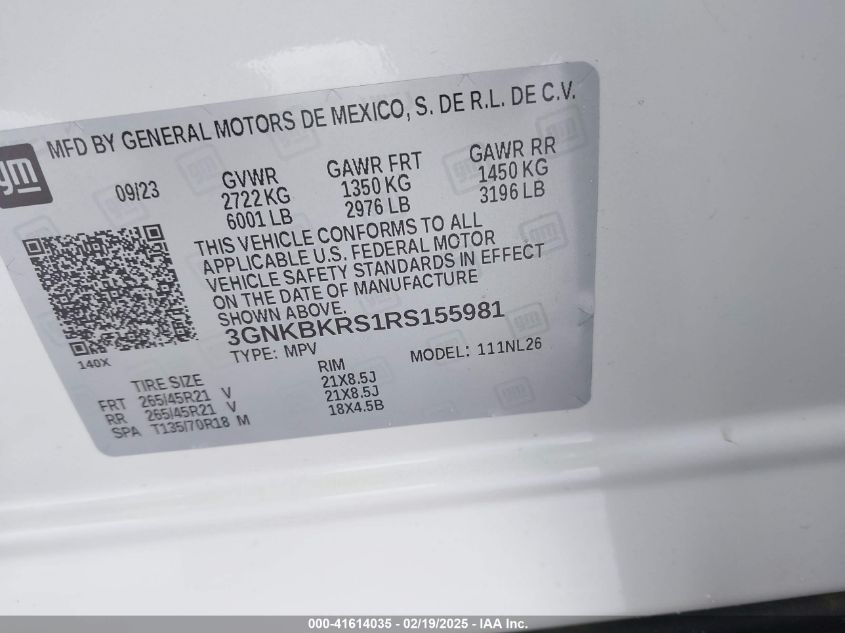 MFD BY GENERAL MOTORS DE MEXICO, S. DE R.L. DE C.V.
gm
09/23
GVWR
2722 KG
6001 LB
GAWR FRT
1350 KG
2976 LB
GAWR RR
1450 KG
3196 LB
THIS VEHICLE CONFORMS TO ALL
APPLICABLE U.S. FEDERAL MOTOR
VEHICLE SAFETY STANDARDS IN EFFECT
ON THE DATE OF MANUFACTURE
SHOWN ABOVE.
3GNKBKRS1RS155981
TYPE: MPV
MODEL: 111NL26
140X
TIRE SIZE
RIM
FRT 265/45R21 V 21X8.5J
RR 265/45R21 V 21X8.5J
SPA T135/70R18 M 18X4.5B
000-41614035 - 02/19/2025 - IAA Inc.